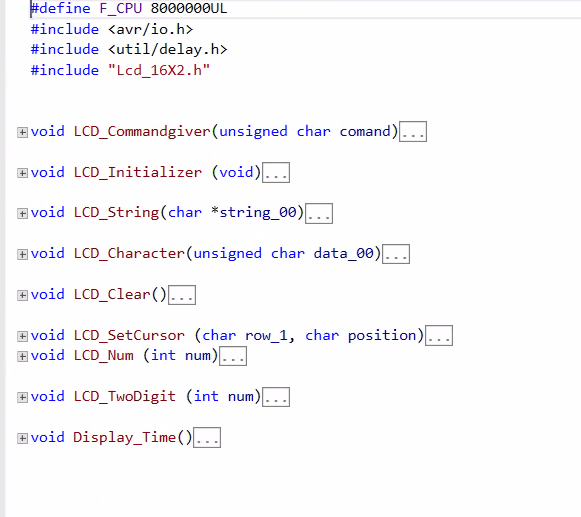 #define F_CPU 8000000UL
#include <avr/io.h>
#include <util/delay.h>
#include "Lcd_16X2.h"
void LCD_Commandgiver(unsigned char comand)...
void LCD_Initializer (void)...
void LCD_String(char *string_00)...
void LCD_Character(unsigned char data_00)...
void LCD_Clear()...
void LCD_SetCursor (char row_1, char position)...
void LCD_Num (int num)...
void LCD_TwoDigit (int num)...
void Display_Time()...